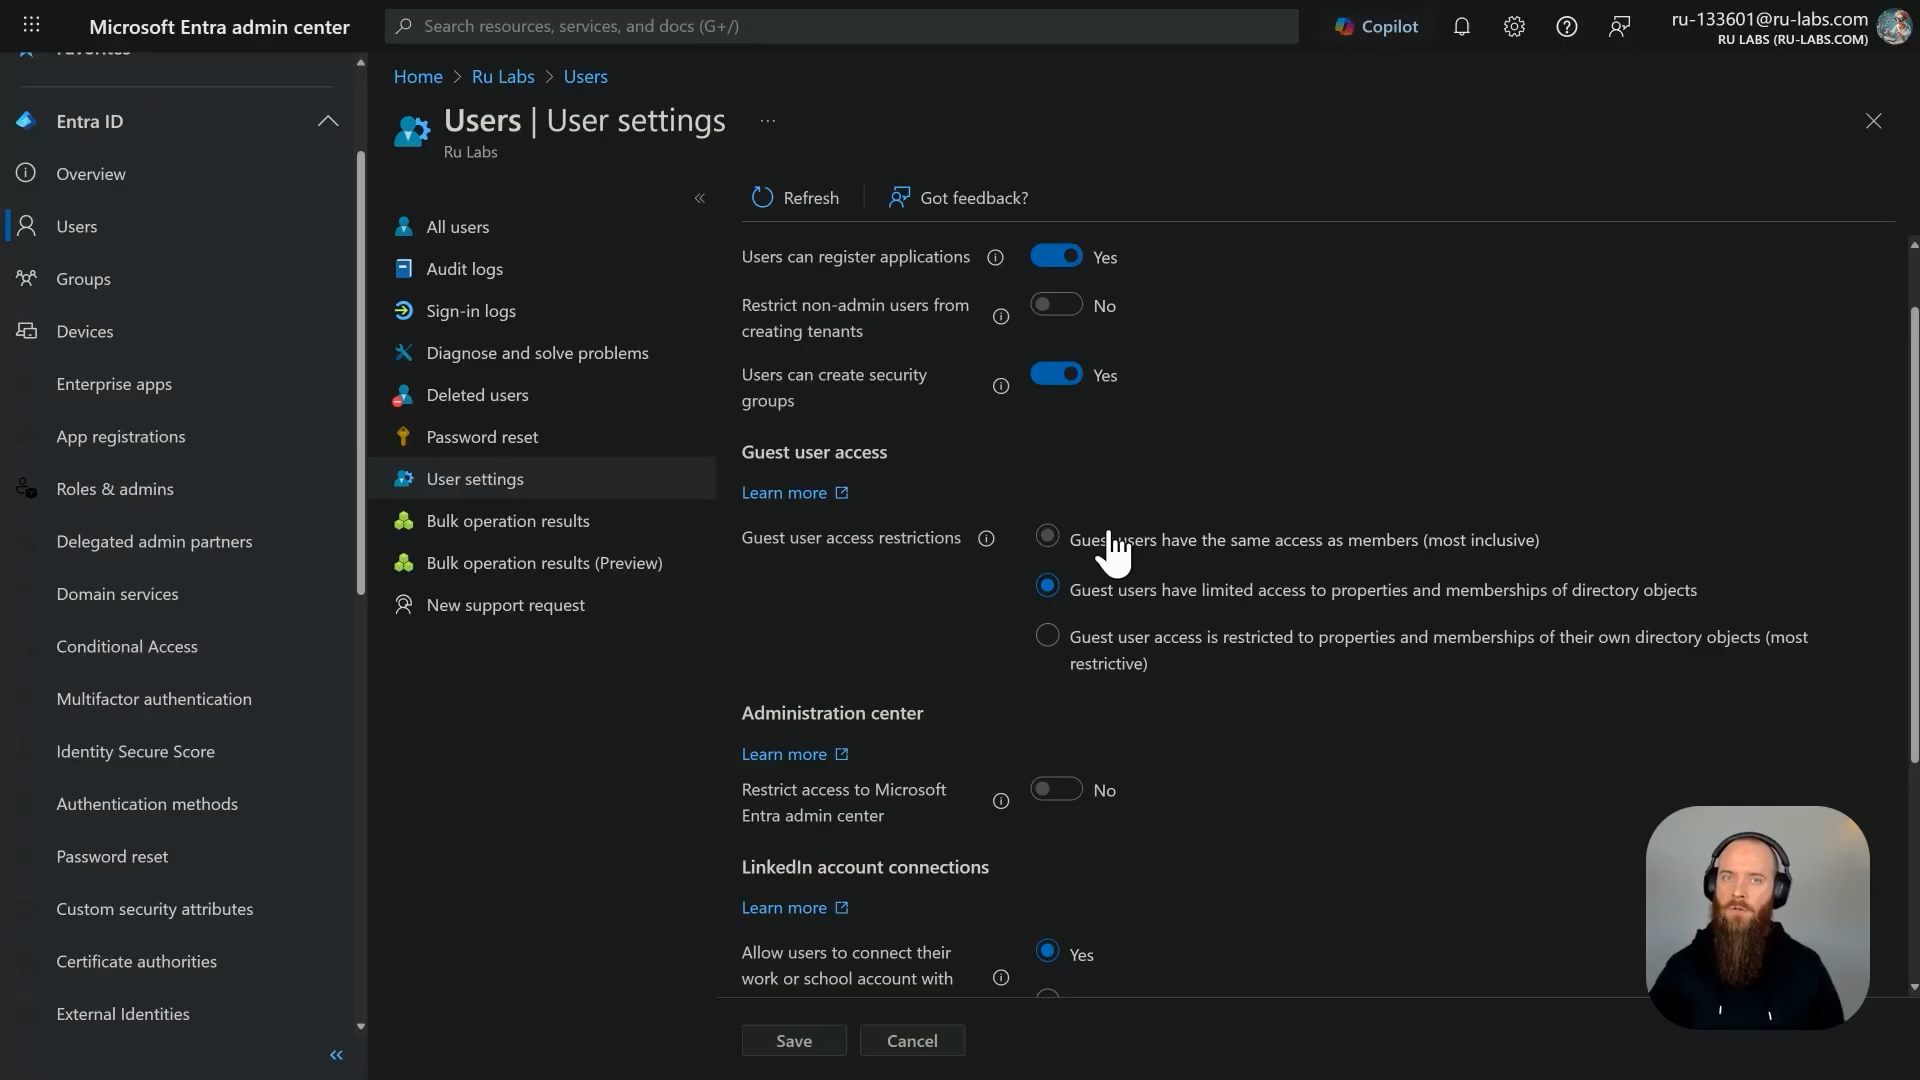 Microsoft Entra admin center
Search resources, services, and docs (G+/)
Copilot
ru-133601@ru-labs.com
RU LABS (RU-LABS.COM)
Favorites
Entra ID
Overview
Users
Groups
Devices
Enterprise apps
App registrations
Roles & admins
Delegated admin partners
Domain services
Conditional Access
Multifactor authentication
Identity Secure Score
Authentication methods
Password reset
Custom security attributes
Certificate authorities
External Identities
Home > Ru Labs > Users
Users | User settings
Ru Labs
All users
Audit logs
Sign-in logs
Diagnose and solve problems
Deleted users
Password reset
User settings
Bulk operation results
Bulk operation results (Preview)
New support request
Refresh
Got feedback?
Users can register applications
Yes
Restrict non-admin users from
creating tenants
No
Users can create security
groups
Yes
Guest user access
Learn more
Guest user access restrictions
Guest users have the same access as members (most inclusive)
Guest users have limited access to properties and memberships of directory objects
Guest user access is restricted to properties and memberships of their own directory objects (most
restrictive)
Administration center
Learn more
Restrict access to Microsoft
Entra admin center
No
LinkedIn account connections
Learn more
Allow users to connect their
work or school account with
Yes
Save
Cancel